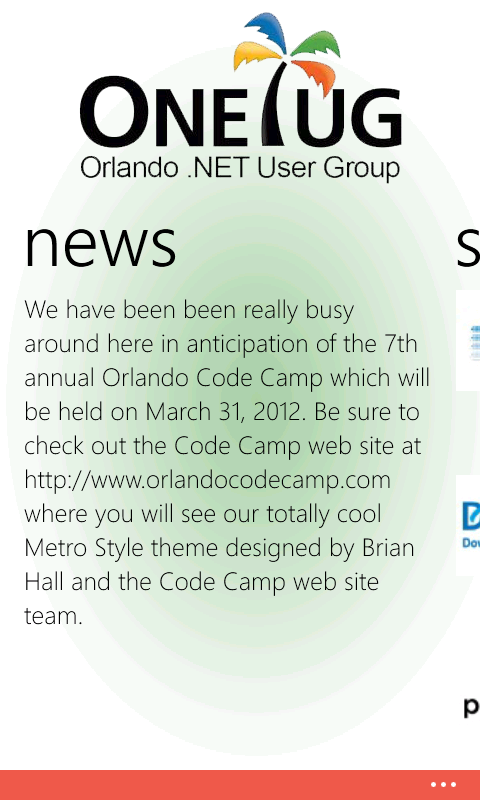 ONETUG
Orlando .NET User Group
news
We have been been really busy
around here in anticipation of the 7th
annual Orlando Code Camp which will
be held on March 31, 2012. Be sure to
check out the Code Camp web site at
http://www.orlandocodecamp.com
where you will see our totally cool
Metro Style theme designed by Brian
Hall and the Code Camp web site
team.